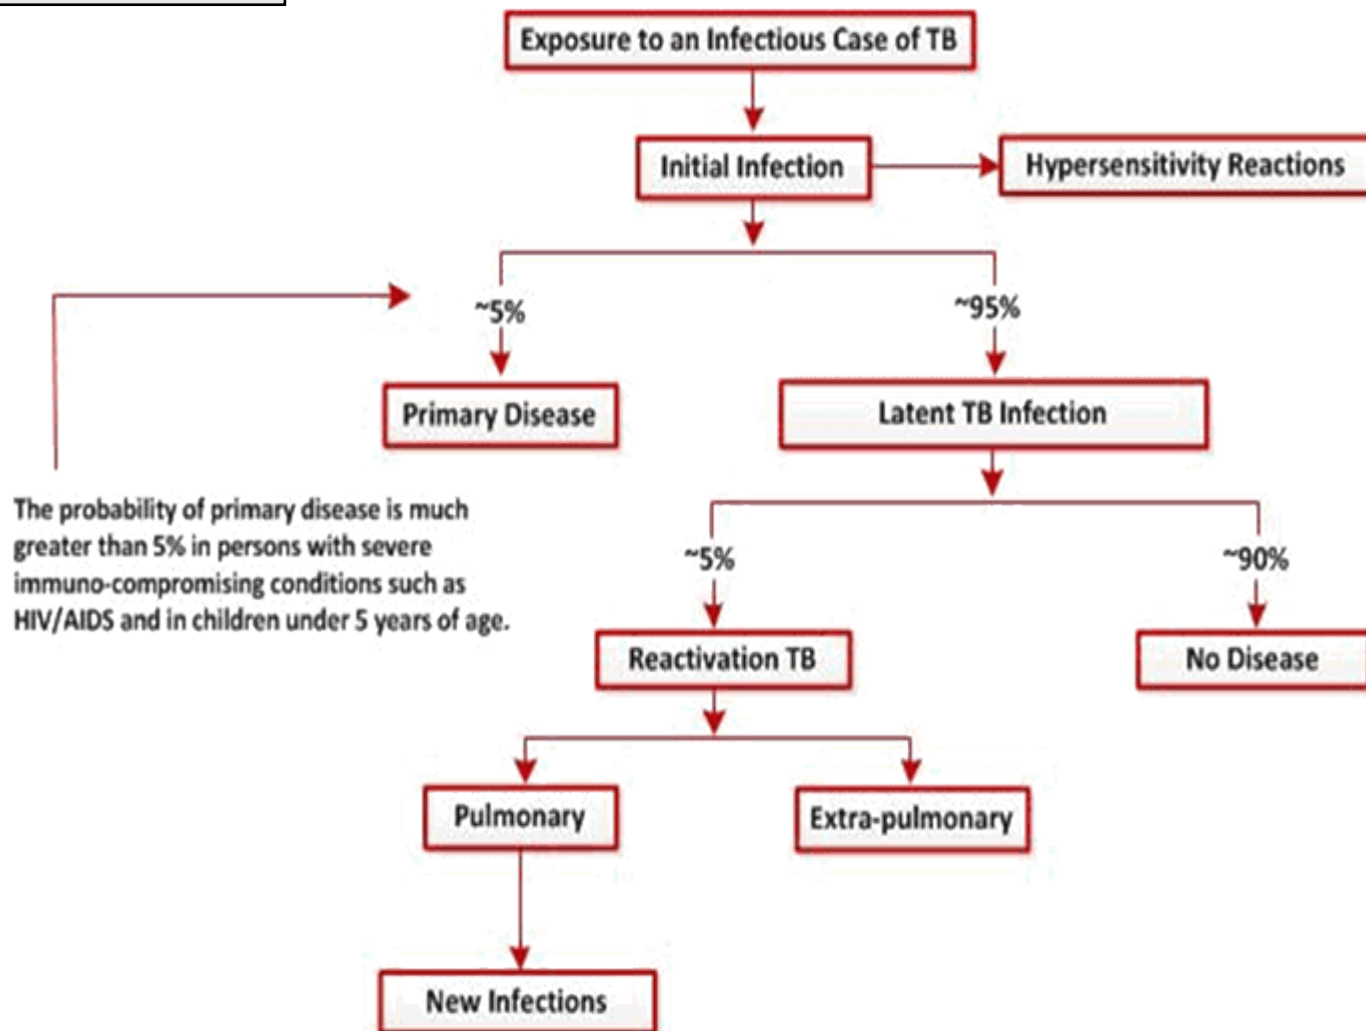 Exposure to an Infectious Case of TB
Initial Infection
Hypersensitivity Reactions
~5%
~95%
Primary Disease
Latent TB Infection
The probability of primary disease is much
greater than 5% in persons with severe
immuno-compromising conditions such as
HIV/AIDS and in children under 5 years of age.
~5%
~90%
Reactivation TB
No Disease
Pulmonary
Extra-pulmonary
New Infections